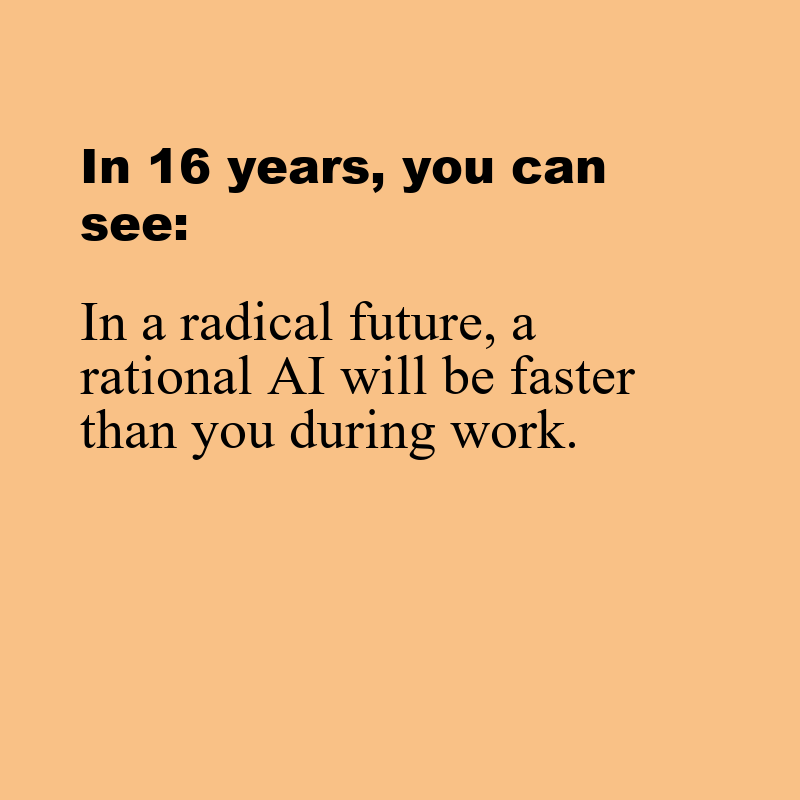 In 16 years, you can
see:
In a radical future, a
rational AI will be faster
than you during work.